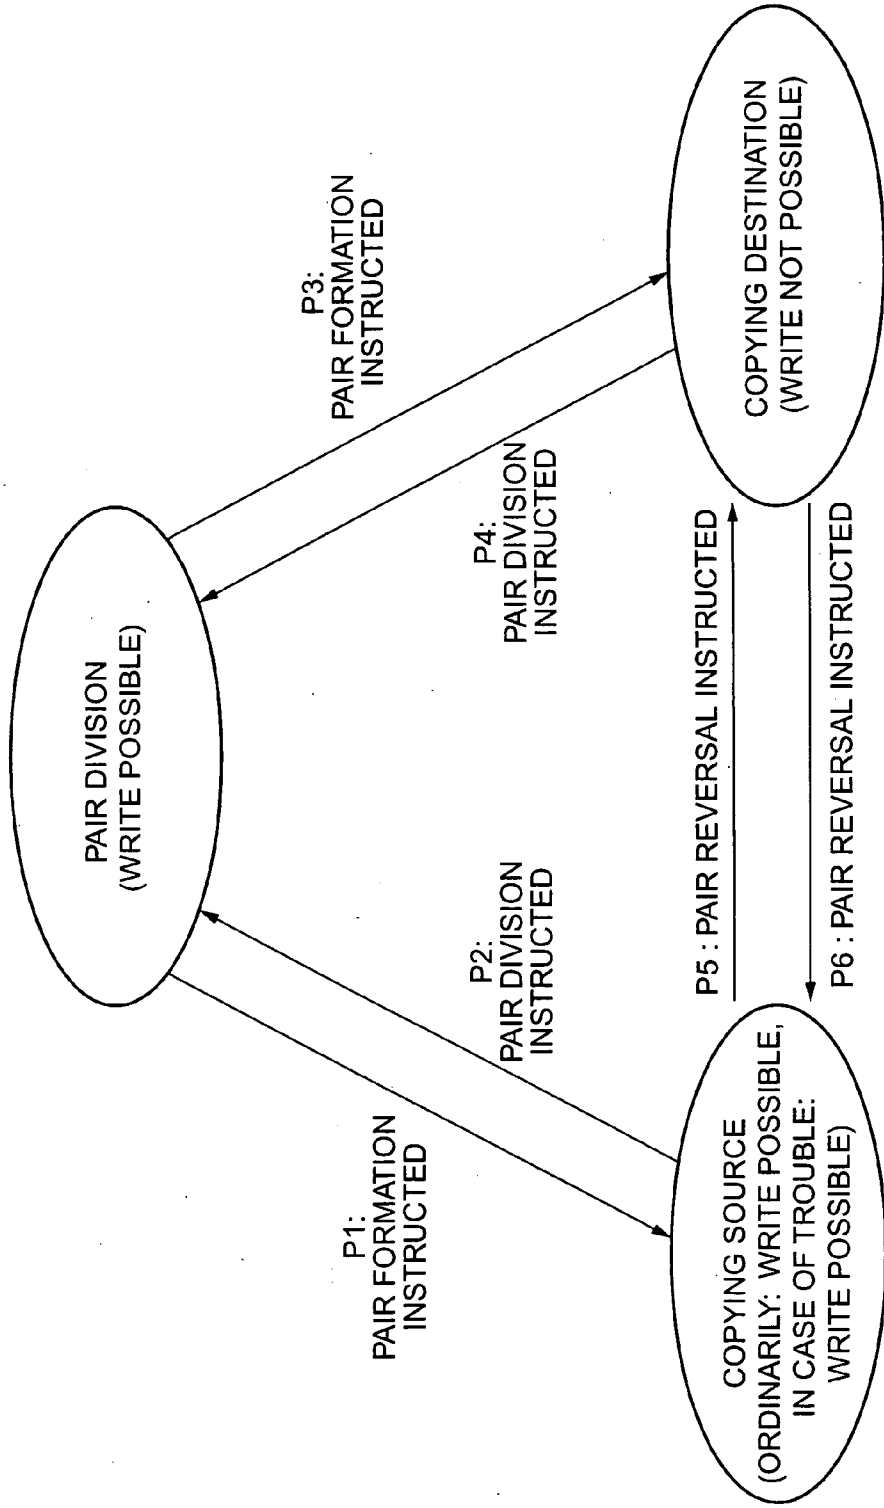 PAIR DIVISION
(WRITE POSSIBLE)
P1:
PAIR FORMATION
INSTRUCTED
P2:
PAIR DIVISION
INSTRUCTED
P4:
PAIR DIVISION
INSTRUCTED
P3:
PAIR FORMATION
INSTRUCTED
COPYING SOURCE
(ORDINARILY: WRITE POSSIBLE,
IN CASE OF TROUBLE:
WRITE POSSIBLE)
P5 : PAIR REVERSAL INSTRUCTED
P6 : PAIR REVERSAL INSTRUCTED
COPYING DESTINATION
(WRITE NOT POSSIBLE)